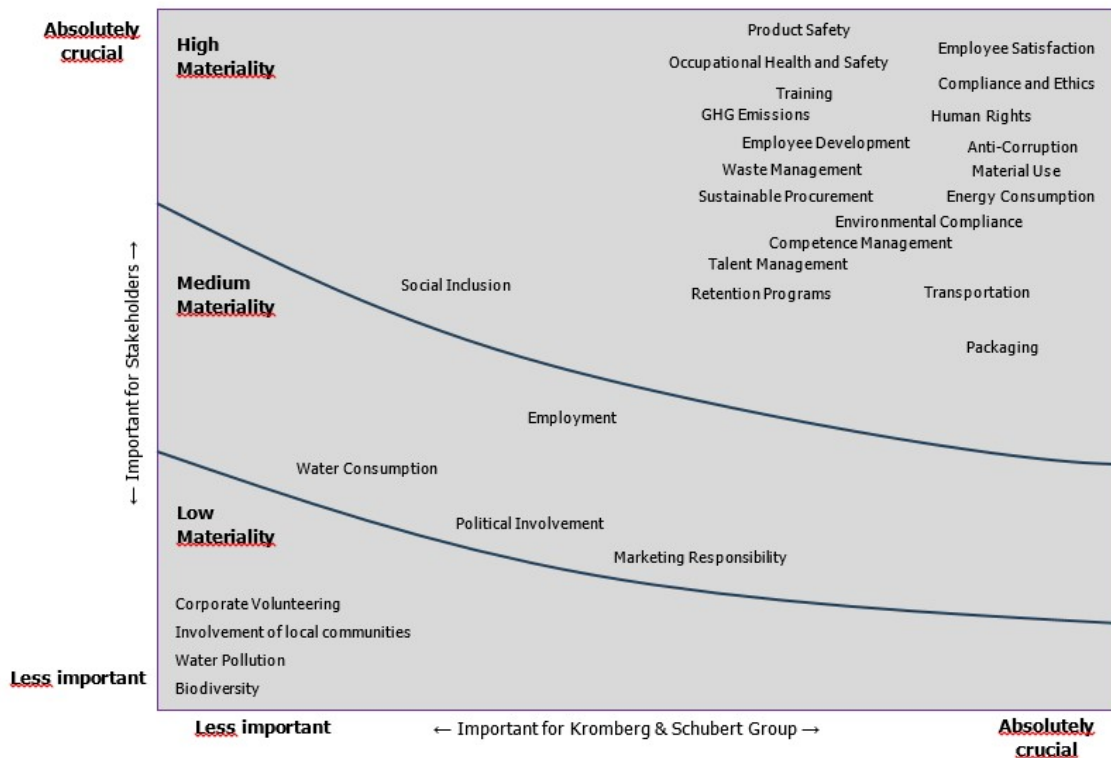 Absolutely
crucial
High
Materiality
Product Safety
Employee Satisfaction
Occupational Health and Safety
Compliance and Ethics
Training
GHG Emissions
Human Rights
Employee Development
Anti-Corruption
Waste Management
Material Use
Sustainable Procurement
Energy Consumption
Environmental Compliance
Competence Management
Talent Management
Medium
Materiality
Social Inclusion
Retention Programs
Transportation
Packaging
← Important for Stakeholders →
Employment
Water Consumption
Low
Materiality
Political Involvement
Marketing Responsibility
Corporate Volunteering
Involvement of local communities
Water Pollution
Biodiversity
Less important
Less important
← Important for Kromberg & Schubert Group →
Absolutely
crucial